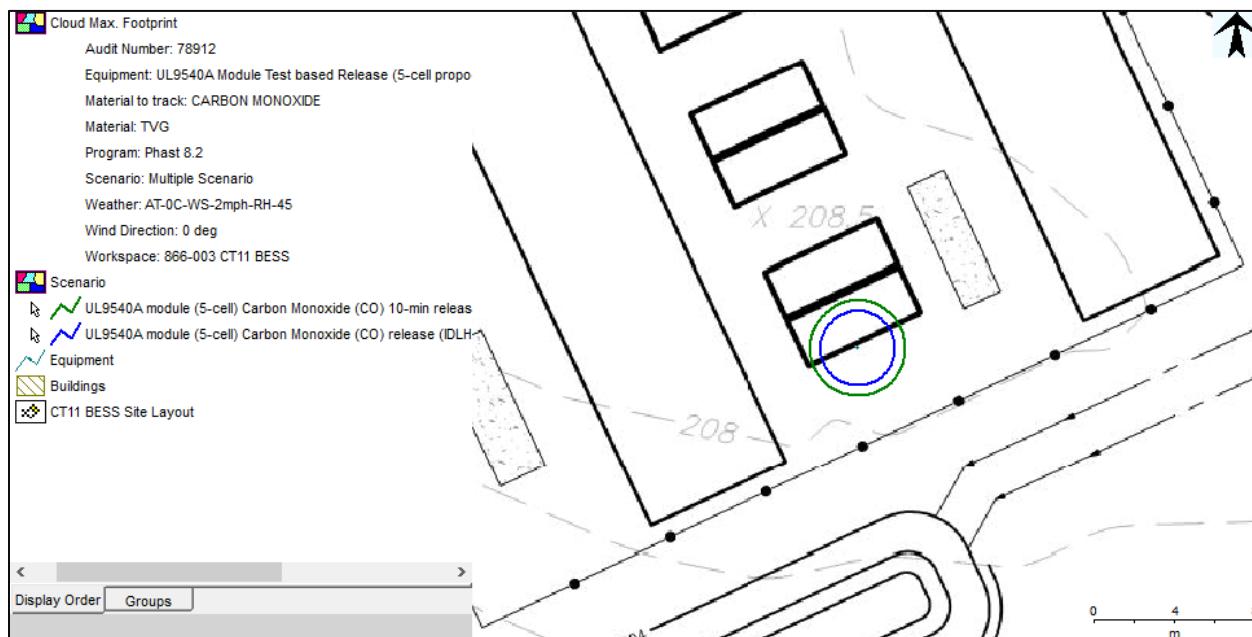 Cloud Max. Footprint
Audit Number: 78912
Equipment: UL9540A Module Test based Release (5-cell propo
Material to track: CARBON MONOXIDE
Material: TVG
Program: Phast 8.2
Scenario: Multiple Scenario
Weather: AT-0C-WS-2mph-RH-45
Wind Direction: 0 deg
Workspace: 866-003 CT11 BESS
Scenario
UL9540A module (5-cell) Carbon Monoxide (CO) 10-min releas
UL9540A module (5-cell) Carbon Monoxide (CO) release (IDLH
Equipment
Buildings
CT11 BESS Site Layout
Display Order Groups
X 208.5
208
0 4
m